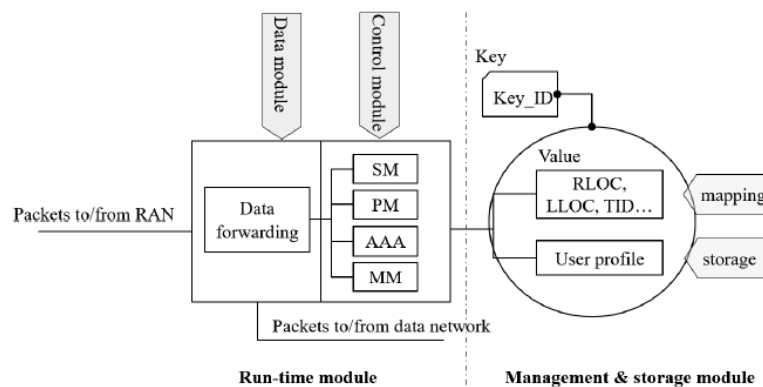 Data module
Control module
Key
Key_ID
Value
RLOC,
LLOC, TID...
mapping
User profile
storage
Packets to/from RAN
Data
forwarding
SM
PM
AAA
MM
Packets to/from data network
Run-time module
Management & storage module